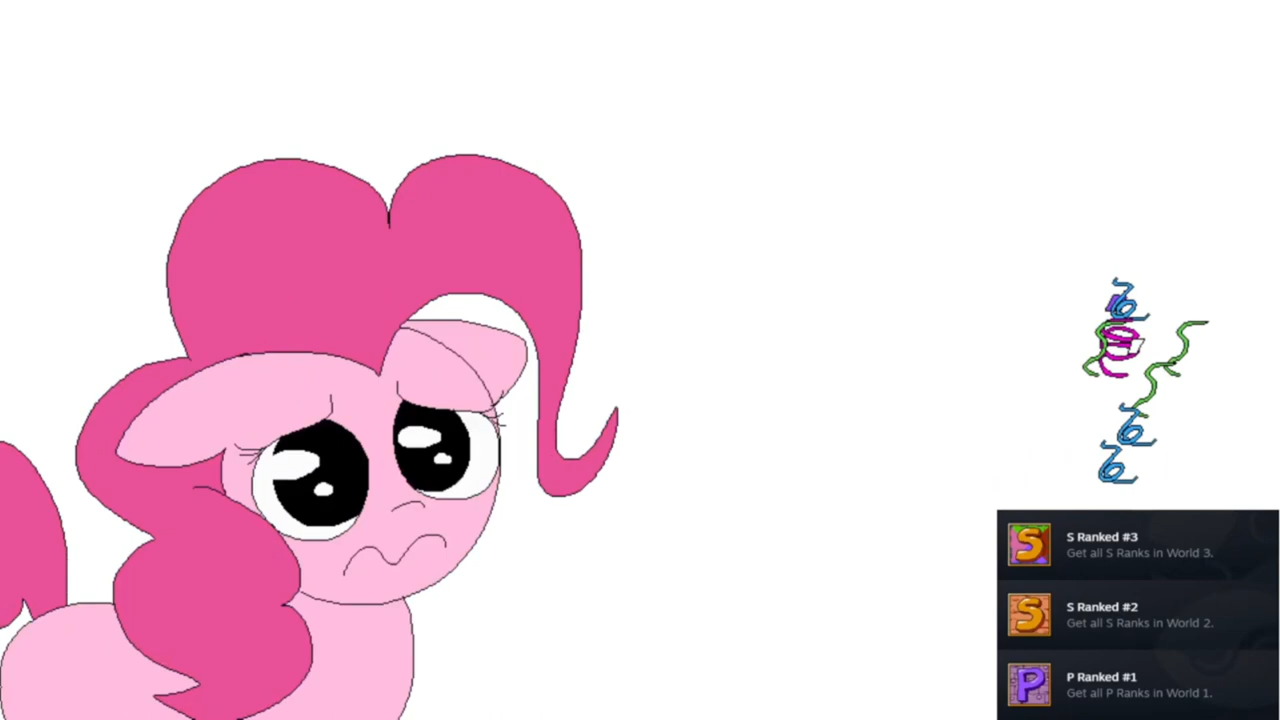 S Ranked #3
Get all S Ranks in World 3.
S Ranked #2
Get all S Ranks in World 2.
P Ranked #1
Get all P Ranks in World 1.